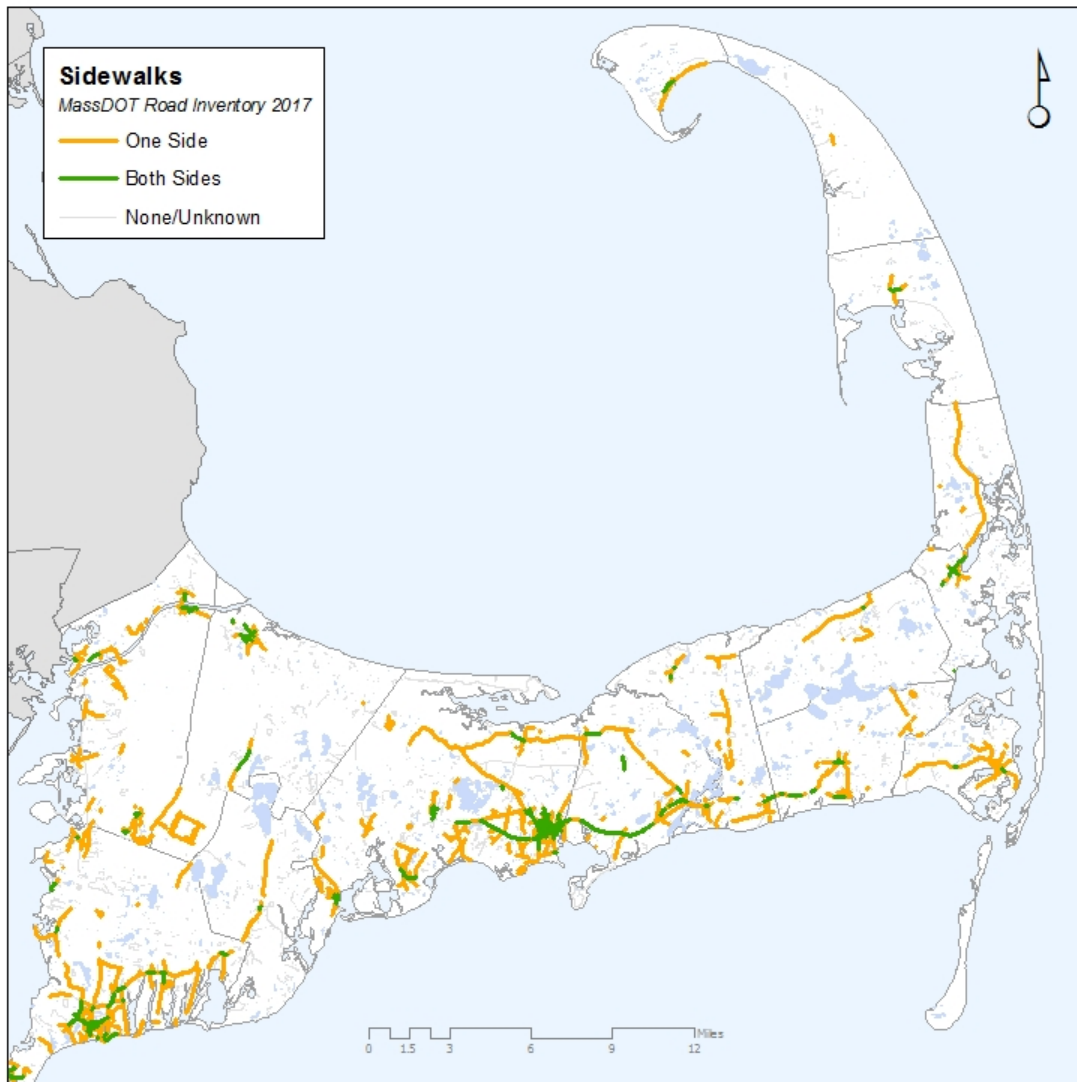 Sidewalks
MassDOT Road Inventory 2017
One Side
Both Sides
None/Unknown
Miles
0 1.5 3 6 9 12